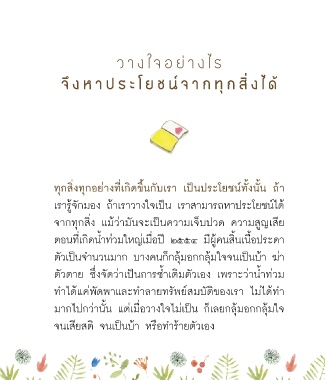 วางใจอย่างไร
จึงหาประโยชน์จากทุกสิ่งได้
ทุกสิ่งทุกอย่างที่เกิดขึ้นกับเรา เป็นประโยชน์ทั้งนั้น ถ้า
เรารู้จักมอง ถ้าเราวางใจเป็น เราสามารถหาประโยชน์ได้
จากทุกสิ่ง แม้ว่ามันจะเป็นความเจ็บปวด ความสูญเสีย
ตอนที่เกิดน้ำท่วมใหญ่เมื่อปี ๒๕๕๔ มีผู้คนสิ้นเนื้อประดา
ตัวเป็นจำนวนมาก บางคนก็กลุ้มอกกลุ้มใจจนเป็นบ้า ฆ่า
ตัวตาย ซึ่งจัดว่าเป็นการซ้ำเติมตัวเอง เพราะว่าน้ำท่วม
ทำได้แค่พัดพาและทำลายทรัพย์สมบัติของเรา ไม่ได้ทำ
มากไปกว่านั้น แต่เมื่อวางใจไม่เป็น ก็เลยกลุ้มอกกลุ้มใจ
จนเสียสติ จนเป็นบ้า หรือทำร้ายตัวเอง